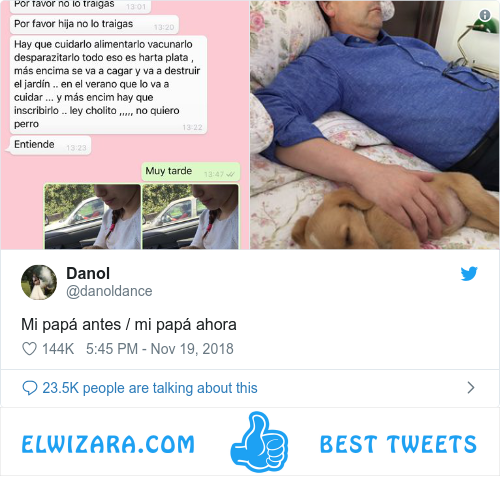 Por favor no lo traigas 13:01
Por favor hija no lo traigas 13:20
Hay que cuidarlo alimentarlo vacunarlo
desparazitarlo todo eso es harta plata ,
más encima se va a cagar y va a destruir
el jardín .. en el verano que lo va a
cuidar ... y más encim hay que
inscribirlo .. ley cholito ,,,,, no quiero
perro 13:22
Entiende 13:23
Muy tarde 13:47
Danol
@danoldance
Mi papá antes / mi papá ahora
144K 5:45 PM - Nov 19, 2018
23.5K people are talking about this
ELWIZARA.COM BEST TWEETS